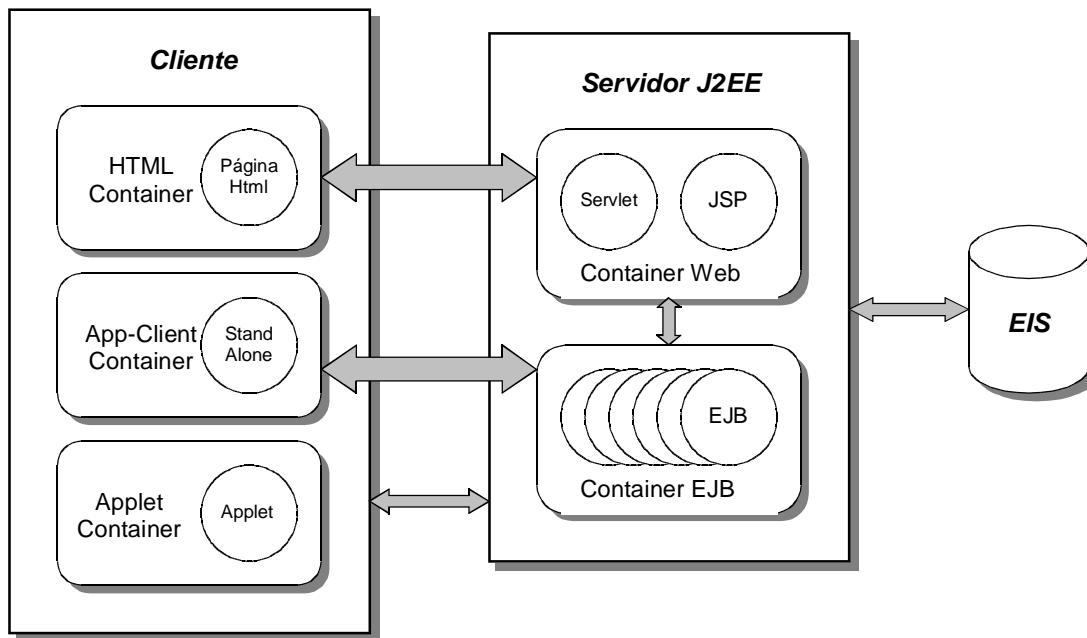 Cliente
HTML
Container
Página
Html
App-Client
Container
Stand
Alone
Applet
Container
Applet
Servidor J2EE
Servlet
JSP
Container Web
EJB
Container EJB
EIS